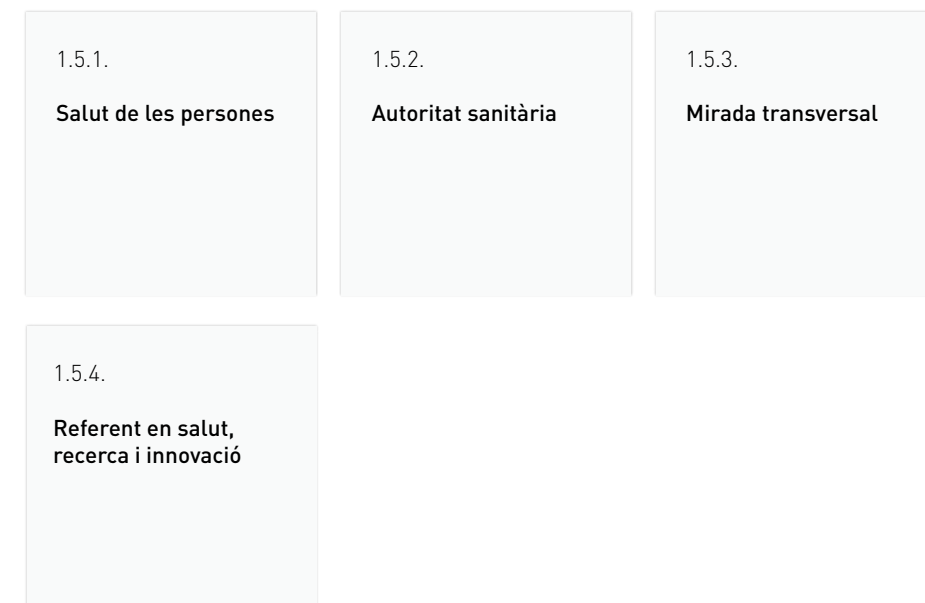 1.5.1.
Salut de les persones
1.5.2.
Autoritat sanitària
1.5.3.
Mirada transversal
1.5.4.
Referent en salut,
recerca i innovació